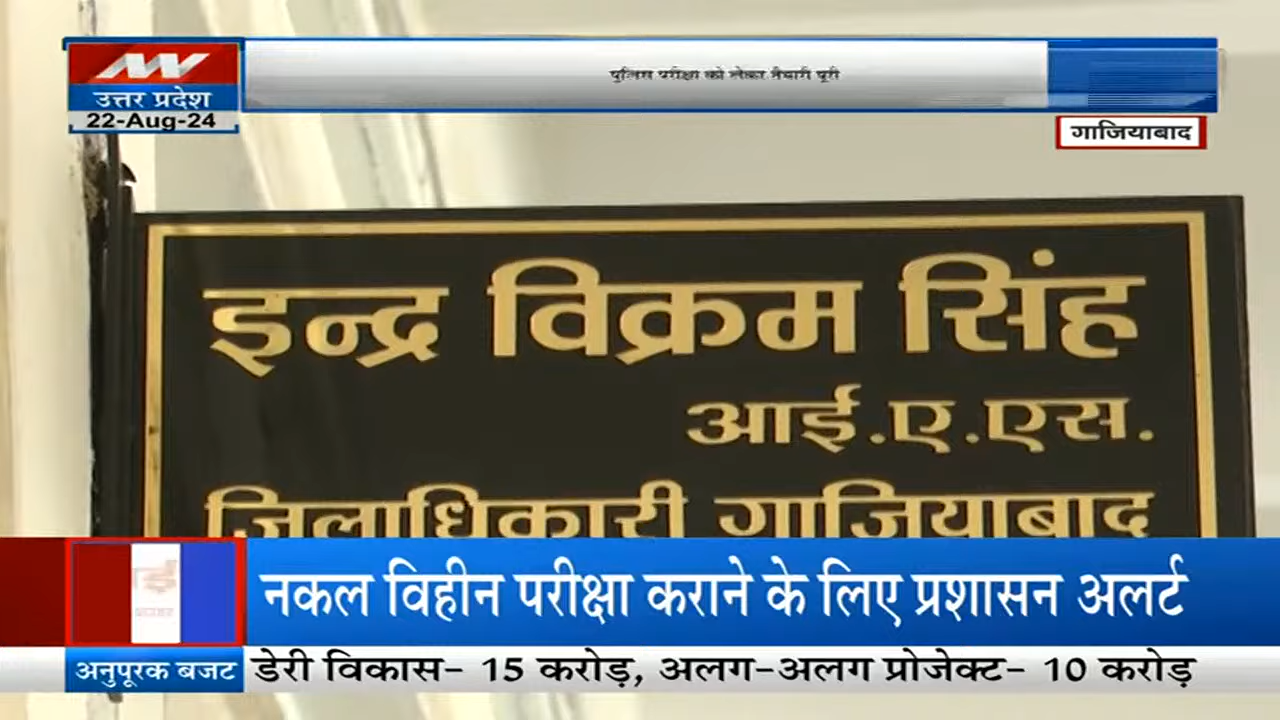 पुलिस परीक्षा को लेकर तैयारी पूरी
उत्तर प्रदेश
22-Aug-24
गाजियाबाद
इन्द्र विक्रम सिंह
आई.ए.एस.
जिलाधिकारी गाजियाबाद
नकल विहीन परीक्षा कराने के लिए प्रशासन अलर्ट
अनुपूरक बजट डेरी विकास- 15 करोड़, अलग-अलग प्रोजेक्ट- 10 करोड़